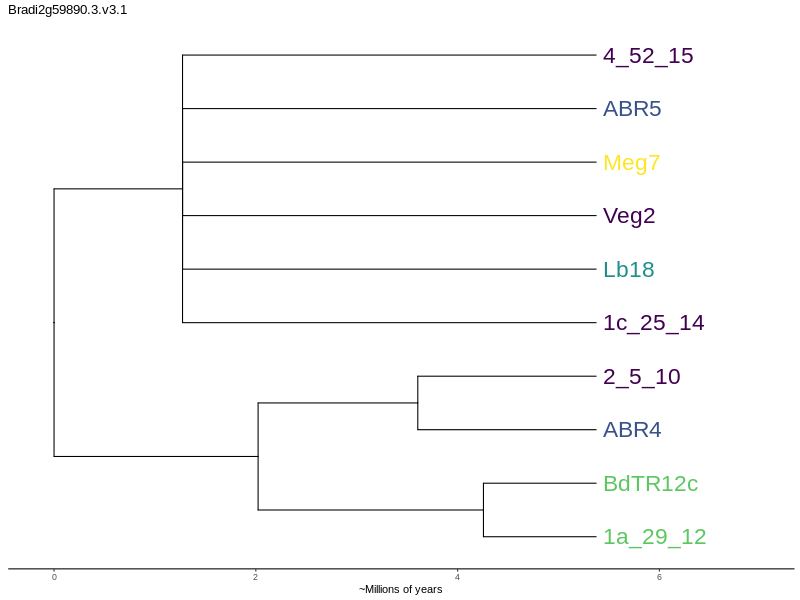 Bradi2g59890.3.v3.1
4_52_15
ABR5
Meg7
Veg2
Lb18
1c_25_14
2_5_10
ABR4
BdTR12c
1a_29_12
0 2 4 6
~Millions of years